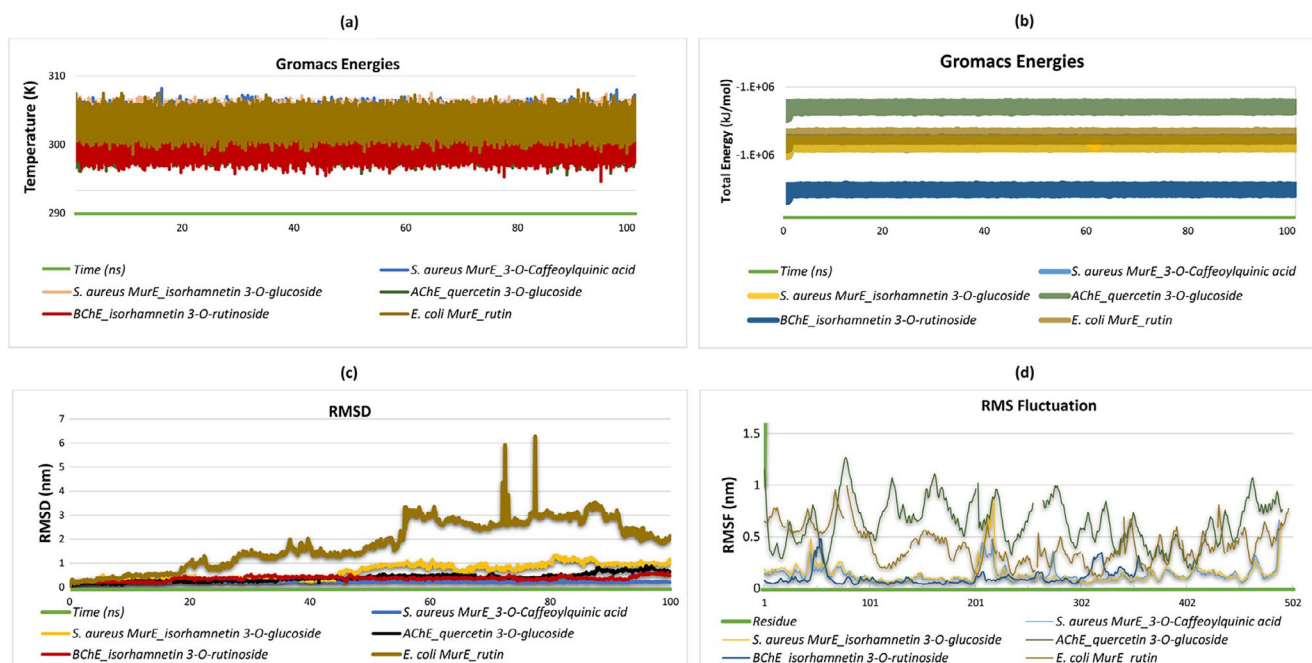 (a)
Gromacs Energies
Temperature (K)
310
300
290
20 40 60 80 100
Time (ns)
S. aureus MurE_3-O-Caffeoylquinic acid
S. aureus MurE_isorhamnetin 3-O-glucoside
AChE_quercetin 3-O-glucoside
BChE_isorhamnetin 3-O-rutinoside
E. coli MurE_rutin
(b)
Gromacs Energies
Total Energy (kJ/mol)
-1.E+06
-1.E+06
0 20 40 60 80 100
Time (ns)
S. aureus MurE_3-O-Caffeoylquinic acid
S. aureus MurE_isorhamnetin 3-O-glucoside
AChE_quercetin 3-O-glucoside
BChE_isorhamnetin 3-O-rutinoside
E. coli MurE_rutin
(c)
RMSD
RMSD (nm)
7
6
5
4
3
2
1
0
0 20 40 60 80 100
Time (ns)
S. aureus MurE_3-O-Caffeoylquinic acid
S. aureus MurE_isorhamnetin 3-O-glucoside
AChE_quercetin 3-O-glucoside
BChE_isorhamnetin 3-O-rutinoside
E. coli MurE_rutin
(d)
RMS Fluctuation
RMSF (nm)
1.5
1
0.5
0
1 101 201 302 402 502
Residue
S. aureus MurE_3-O-Caffeoylquinic acid
S. aureus MurE_isorhamnetin 3-O-glucoside
AChE_quercetin 3-O-glucoside
BChE_isorhamnetin 3-O-rutinoside
E. coli MurE_rutin